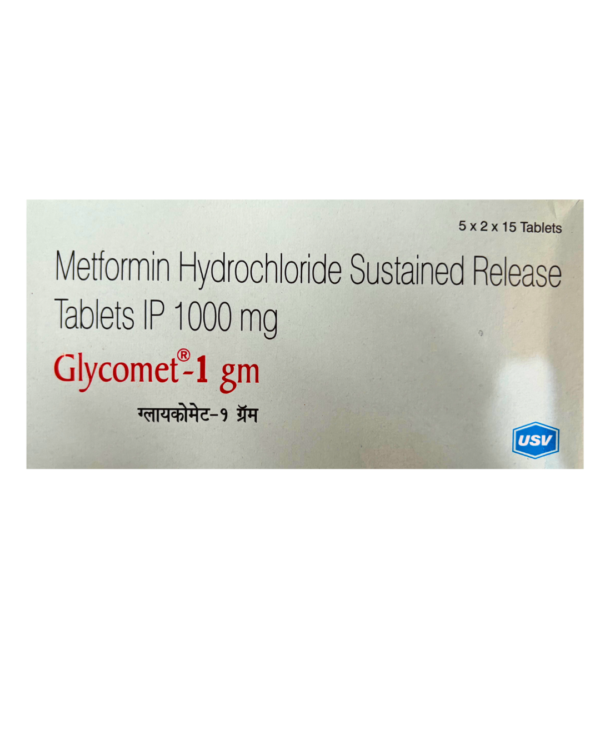 5 x 2 x 15 Tablets
Metformin Hydrochloride Sustained Release
Tablets IP 1000 mg
Glycomet®-1 gm
ग्लायकोमेट-१ ग्रॅम
USV